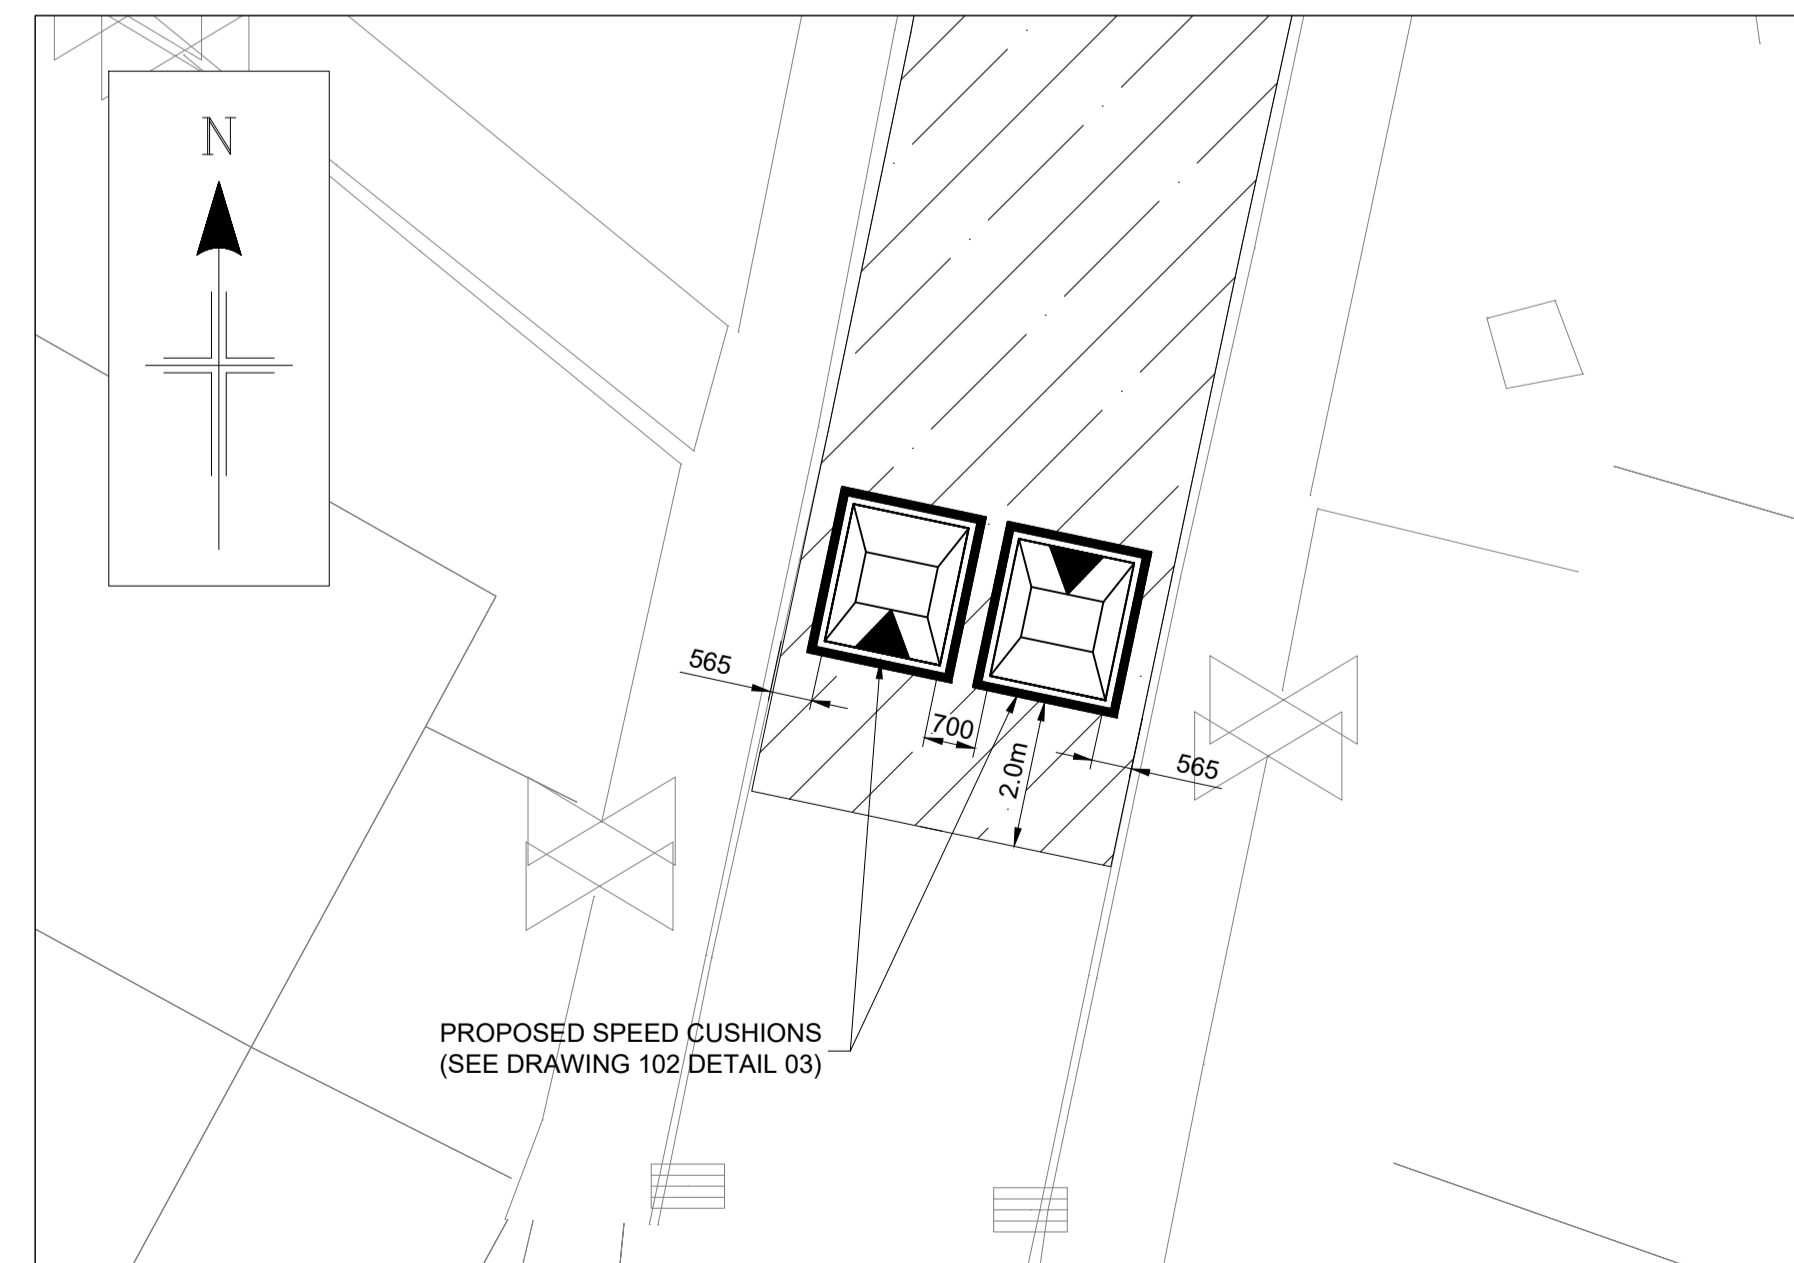 N
565
700
2.0m
565
PROPOSED SPEED CUSHIONS
(SEE DRAWING 102 DETAIL 03)